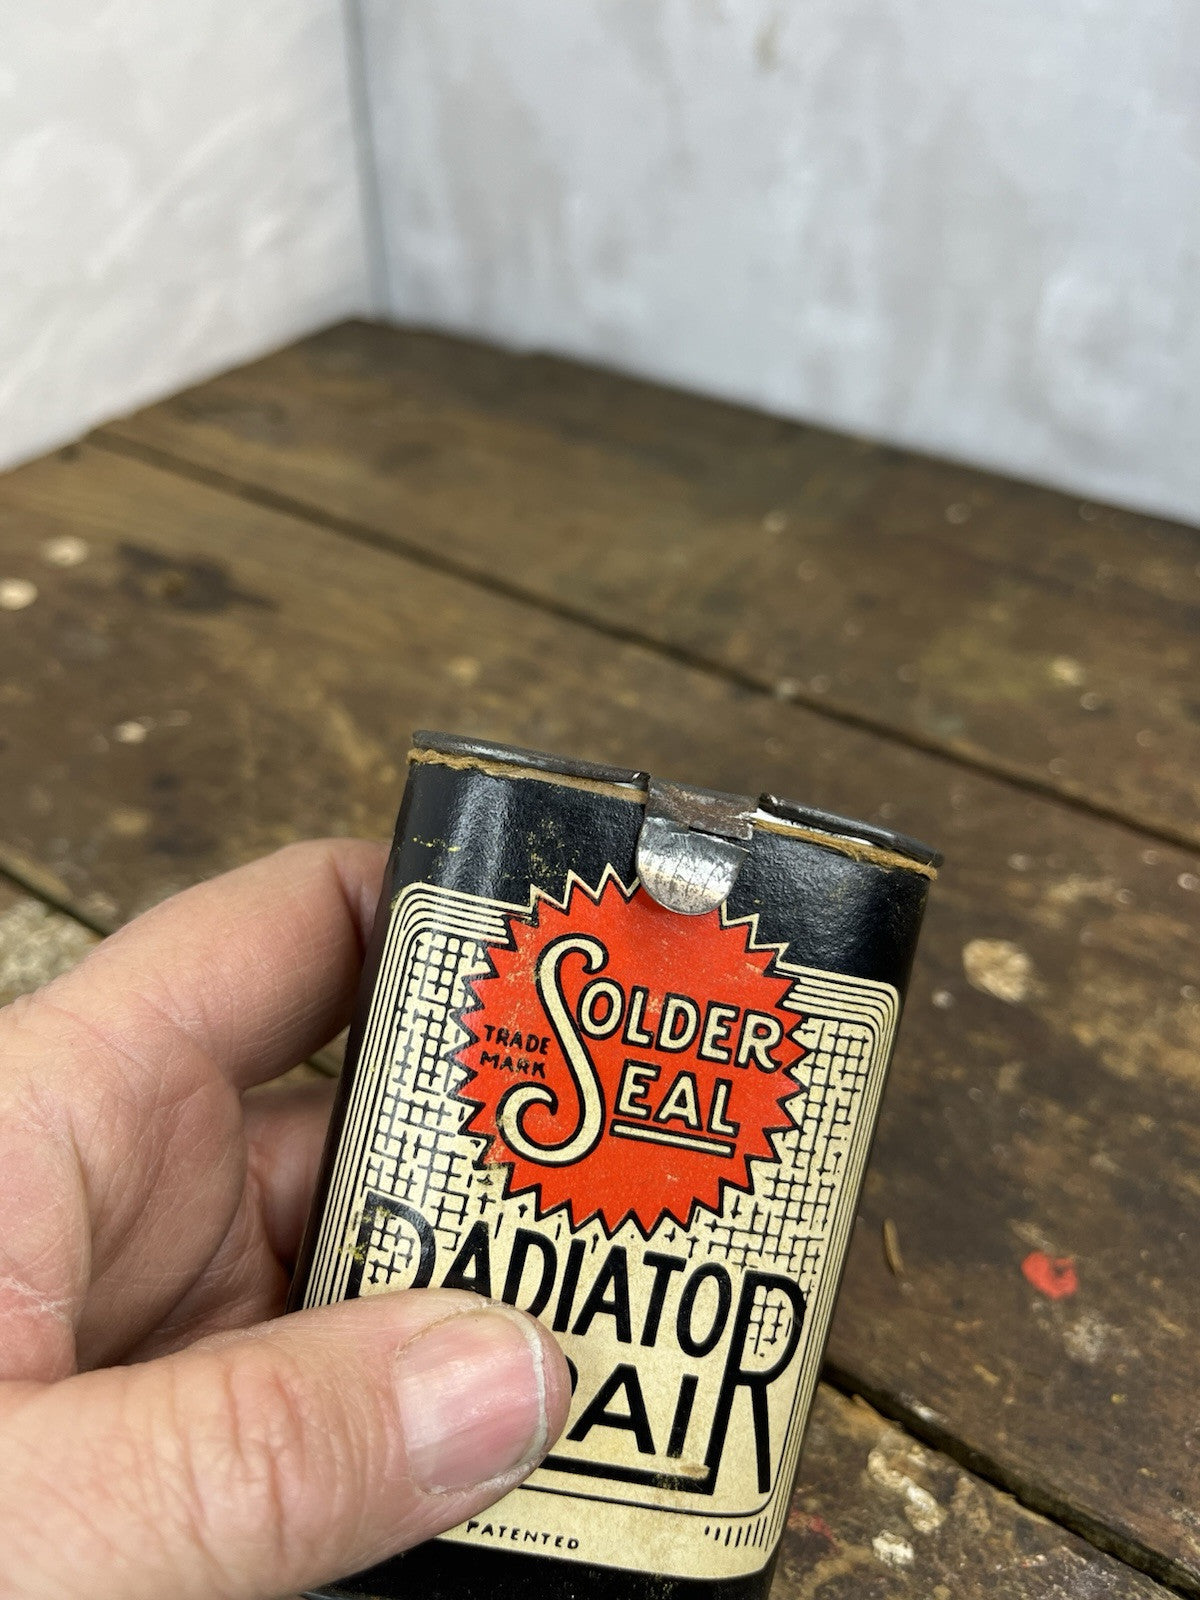 SOLDER
SEAL
TRADE
MARK
RADIATOR
PATENTED